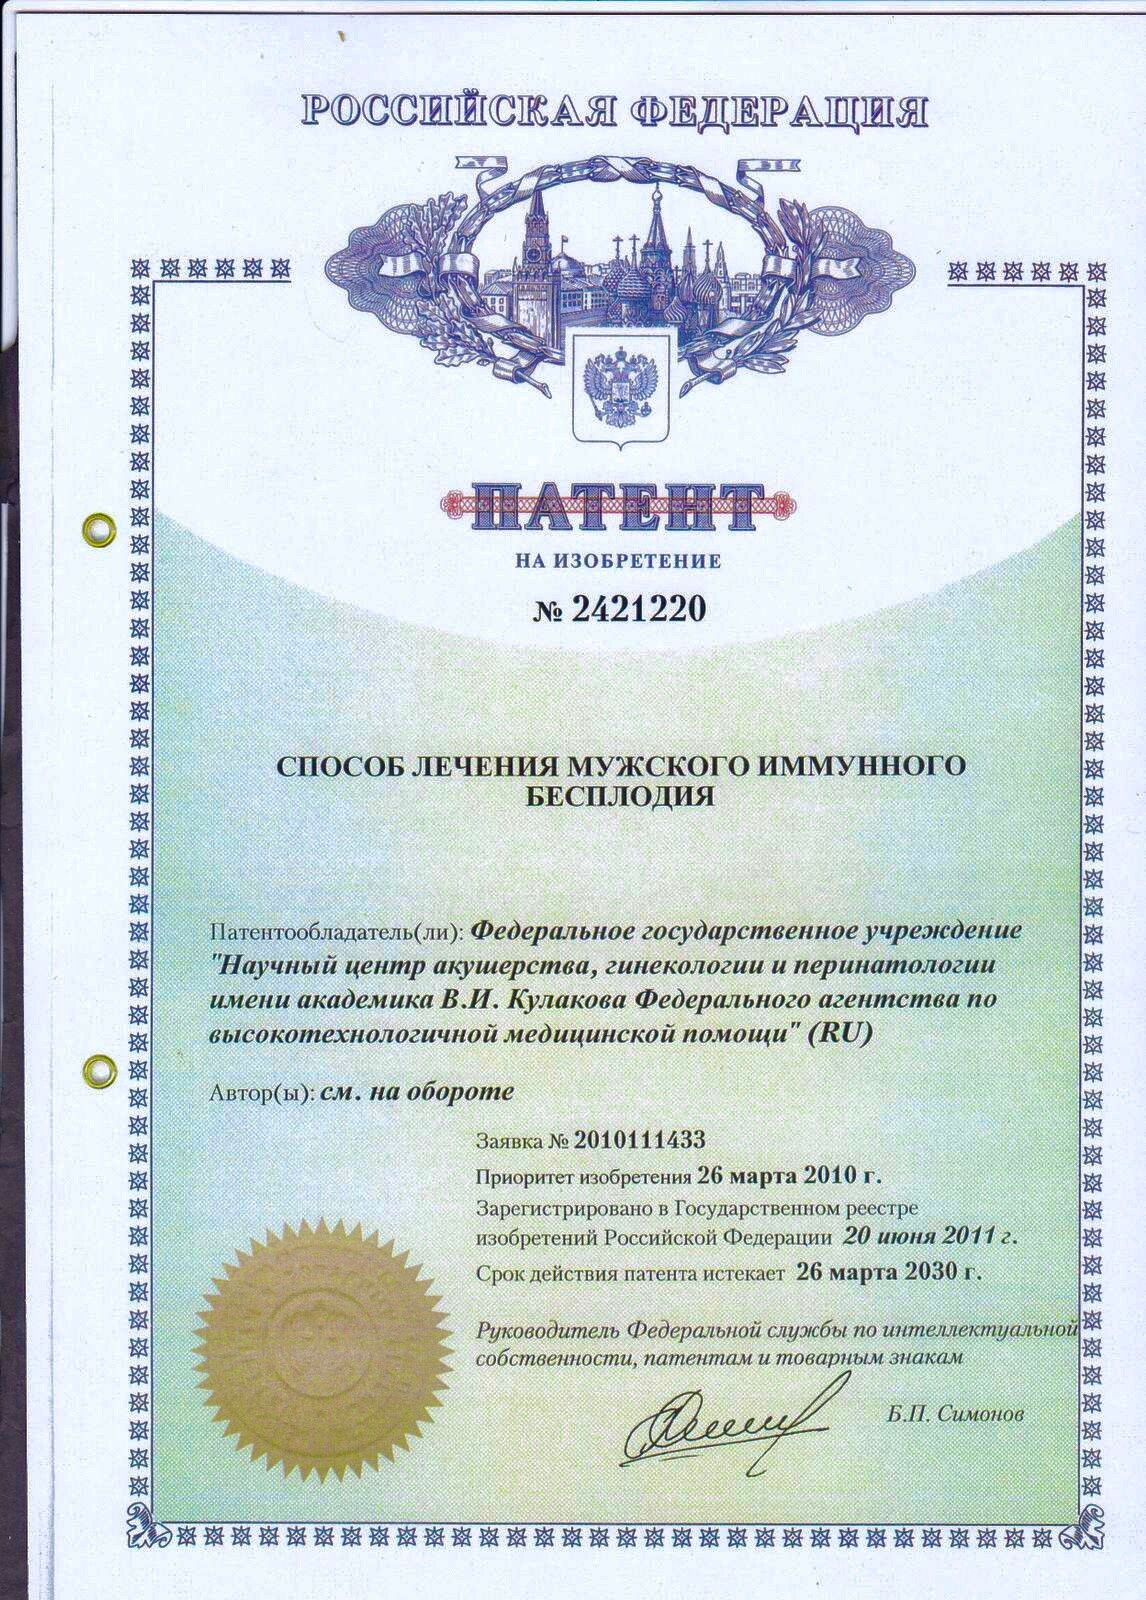 РОССИЙСКАЯ ФЕДЕРАЦИЯ
ПАТЕНТ
НА ИЗОБРЕТЕНИЕ
№ 2421220
СПОСОБ ЛЕЧЕНИЯ МУЖСКОГО ИММУННОГО
БЕСПЛОДИЯ
Патентообладатель(ли): Федеральное государственное учреждение
"Научный центр акушерства, гинекологии и перинатологии
имени академика В.И. Кулакова Федерального агентства по
высокотехнологичной медицинской помощи" (RU)
Автор(ы): см. на обороте
Заявка № 2010111433
Приоритет изобретения 26 марта 2010 г.
Зарегистрировано в Государственном реестре
изобретений Российской Федерации 20 июня 2011 г.
Срок действия патента истекает 26 марта 2030 г.
Руководитель Федеральной службы по интеллектуальной
собственности, патентам и товарным знакам
Б.П. Симонов